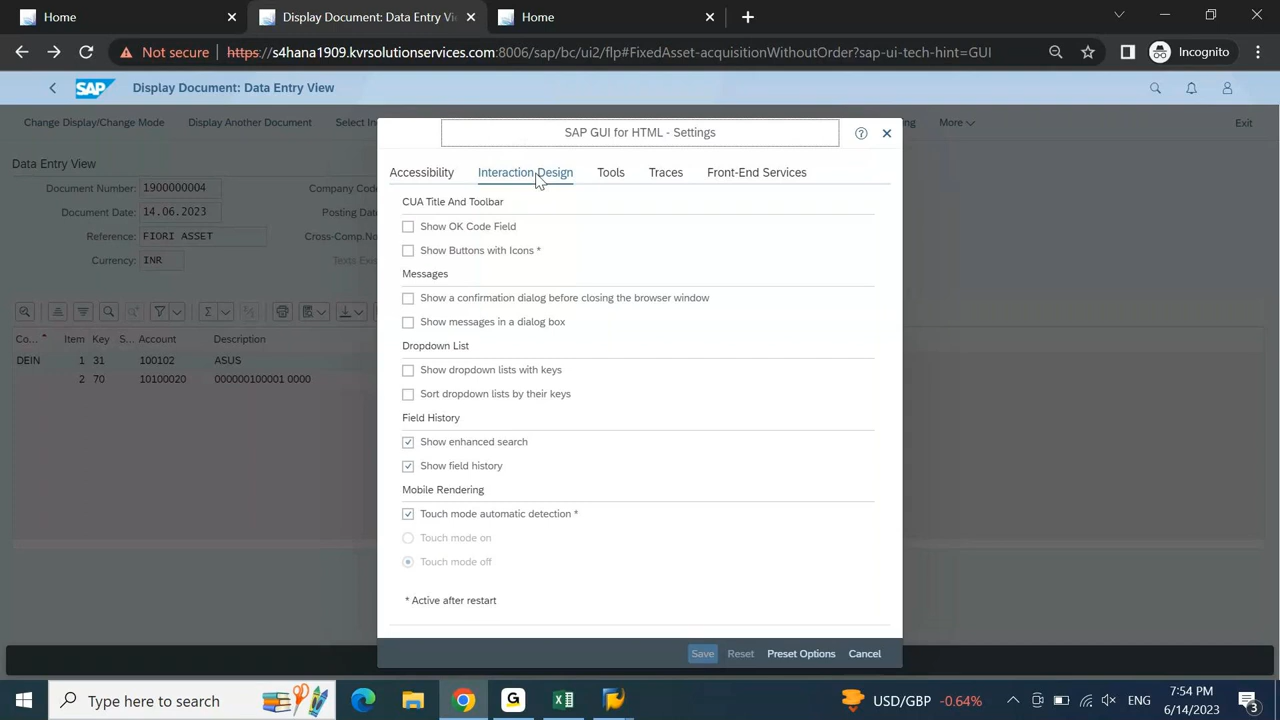 Home
Display Document: Data Entry Vi
Home
Not secure https://s4hana1909.kvrsolutionservices.com:8006/sap/bc/ui2/flp#FixedAsset-acquisitionWithoutOrder?sap-ui-tech-hint=GUI
Incognito
SAP Display Document: Data Entry View
Change Display/Change Mode Display Another Document Select In
More
Exit
SAP GUI for HTML - Settings
Data Entry View
Document Number: 1900000004 Company Code
Document Date: 14.06.2023 Posting Date
Reference: FIORI ASSET Cross-Comp.No
Currency: INR Texts Exis
Co... Item Key S... Account Description
DEIN 1 31 100102 ASUS
2 70 10100020 000000100001 0000
Accessibility Interaction Design Tools Traces Front-End Services
CUA Title And Toolbar
Show OK Code Field
Show Buttons with Icons *
Messages
Show a confirmation dialog before closing the browser window
Show messages in a dialog box
Dropdown List
Show dropdown lists with keys
Sort dropdown lists by their keys
Field History
Show enhanced search
Show field history
Mobile Rendering
Touch mode automatic detection *
Touch mode on
Touch mode off
* Active after restart
Save Reset Preset Options Cancel
Type here to search
USD/GBP -0.64%
ENG
7:54 PM
6/14/2023
3